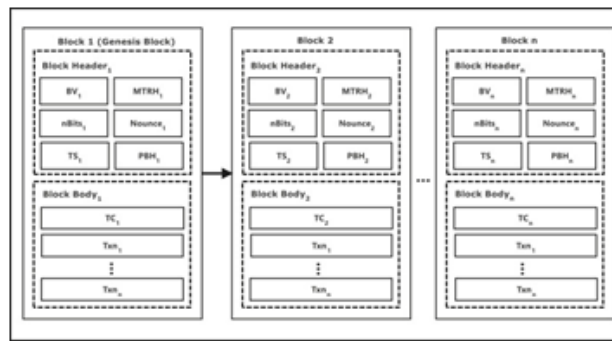 Block 1 (Genesis Block)
Block Header₁
BV₁ MTRH₁
nBits₁ Nounce₁
TS₁ PBH₁
Block Body₁
TC₁
Txn₁
Txnₙ
Block 2
Block Header₂
BV₂ MTRH₂
nBits₂ Nounce₂
TS₂ PBH₂
Block Body₂
TC₂
Txn₁
Txnₙ
...
Block n
Block Headerₙ
BVₙ MTRHₙ
nBitsₙ Nounceₙ
TSₙ PBHₙ
Block Bodyₙ
TCₙ
Txn₁
Txnₙ